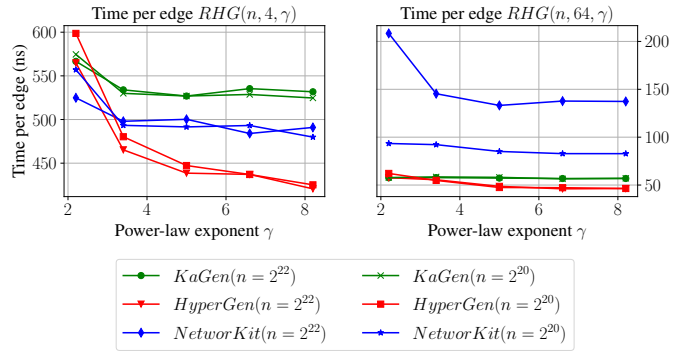 Time per edge RHG(n, 4, γ)
Time per edge (ns)
600
550
500
450
2
4
6
8
Power-law exponent γ
Time per edge RHG(n, 64, γ)
200
150
100
50
2
4
6
8
Power-law exponent γ
KaGen(n = 2^22)
KaGen(n = 2^20)
HyperGen(n = 2^22)
HyperGen(n = 2^20)
NetworKit(n = 2^22)
NetworKit(n = 2^20)